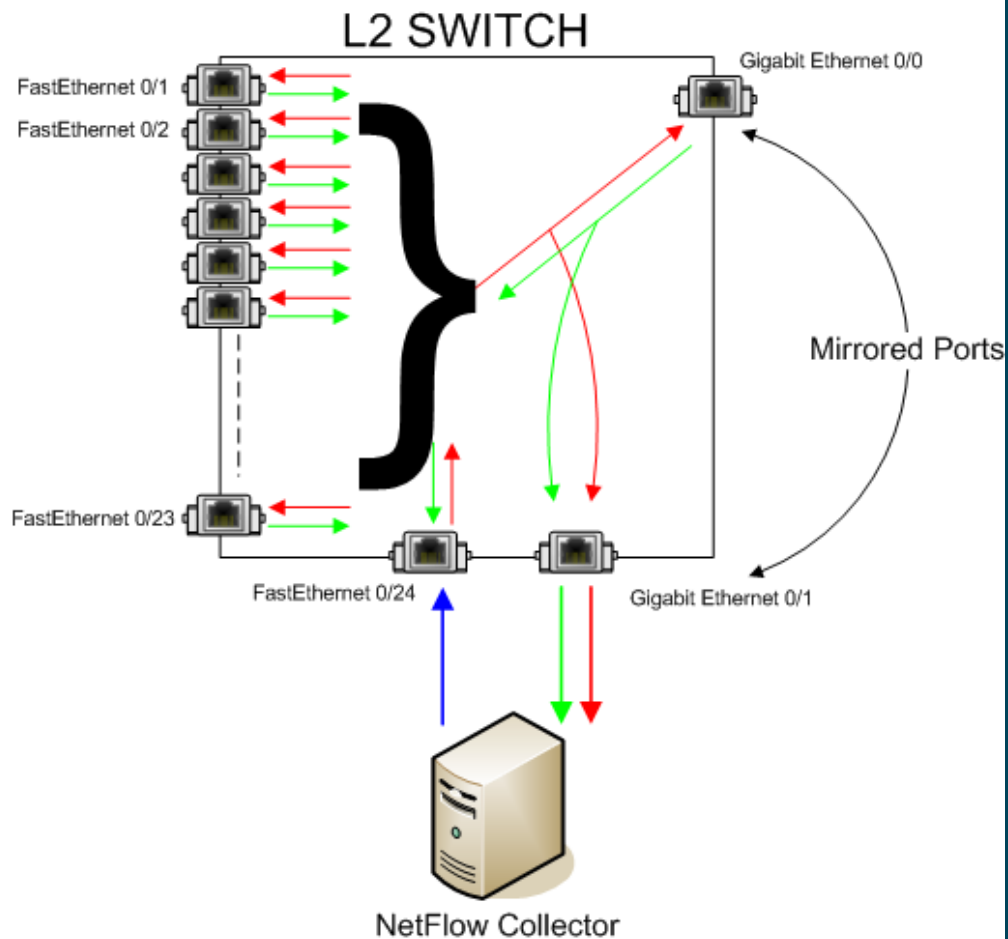 L2 SWITCH
Gigabit Ethernet 0/0
FastEthernet 0/1
FastEthernet 0/2
Mirrored Ports
FastEthernet 0/23
FastEthernet 0/24
Gigabit Ethernet 0/1
NetFlow Collector